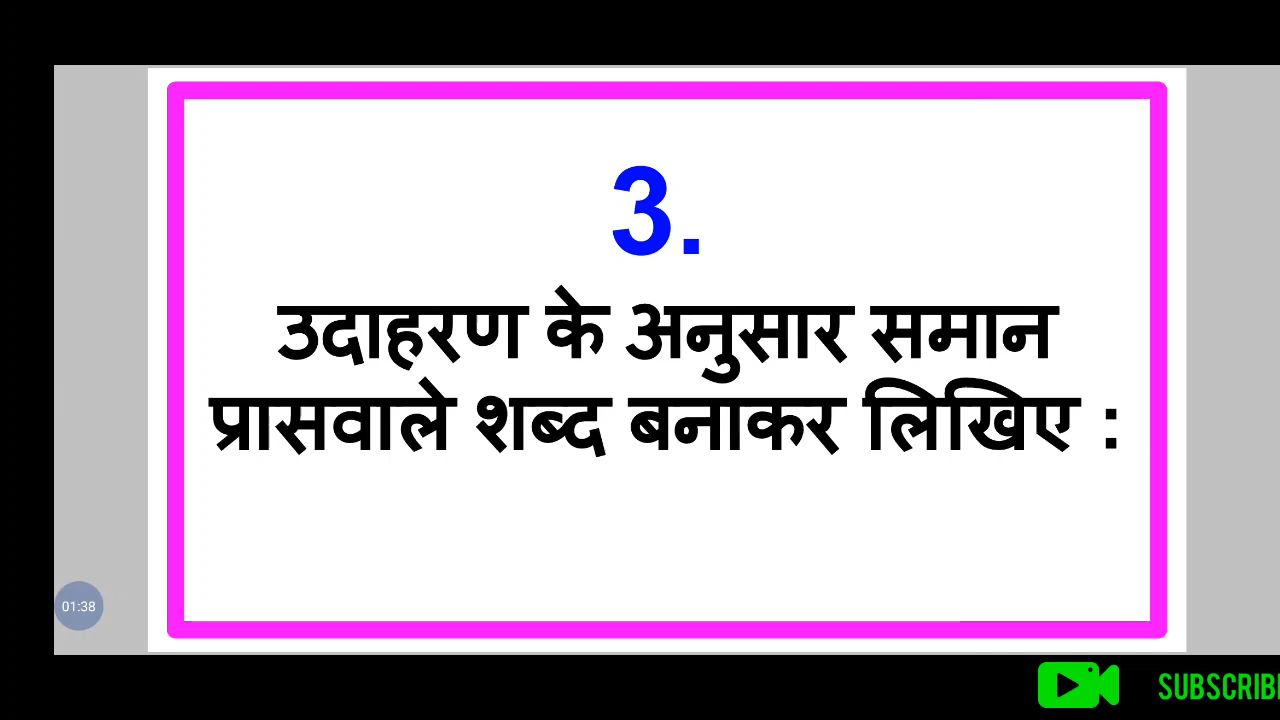 3.
उदाहरण के अनुसार समान
प्रासवाले शब्द बनाकर लिखिए :
01:38
SUBSCRIBE